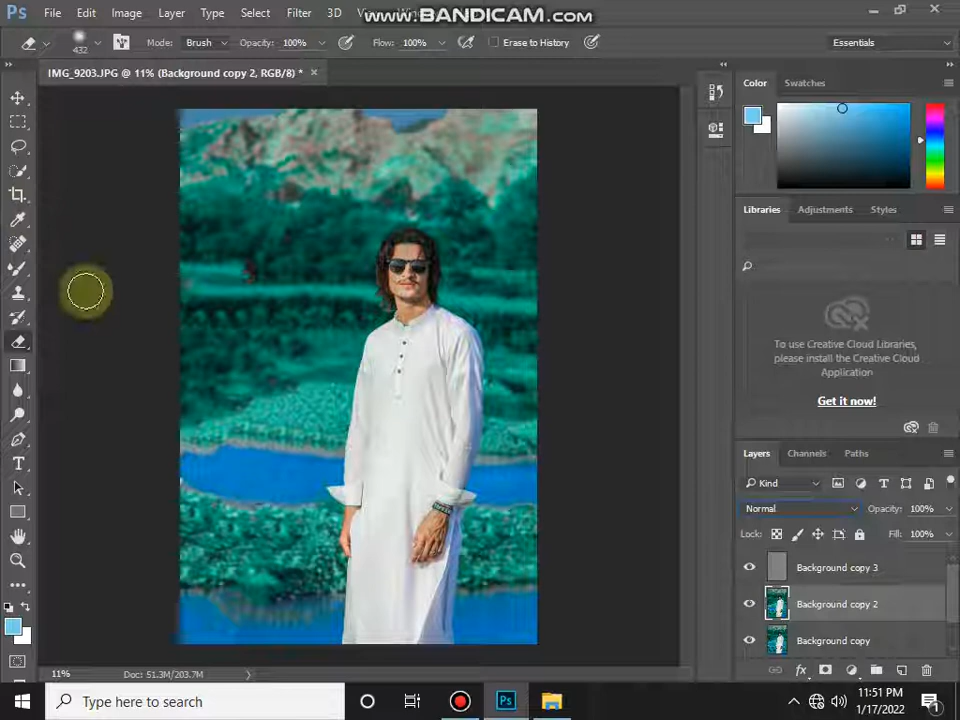 Ps File Edit Image Layer Type Select Filter 3D
www.BANDICAM.com
432 Mode: Brush Opacity: 100% Flow: 100% Erase to History Essentials
IMG_9203.JPG @ 11% (Background copy 2, RGB/8) * ×
Color Swatches
Libraries Adjustments Styles
To use Creative Cloud Libraries,
please install the Creative Cloud
Application
Get it now!
Layers Channels Paths
Kind
Normal Opacity: 100%
Lock: Fill: 100%
Background copy 3
Background copy 2
Background copy
11% Doc: 51.3M/203.7M
Type here to search
Ps
11:51 PM
1/17/2022
1